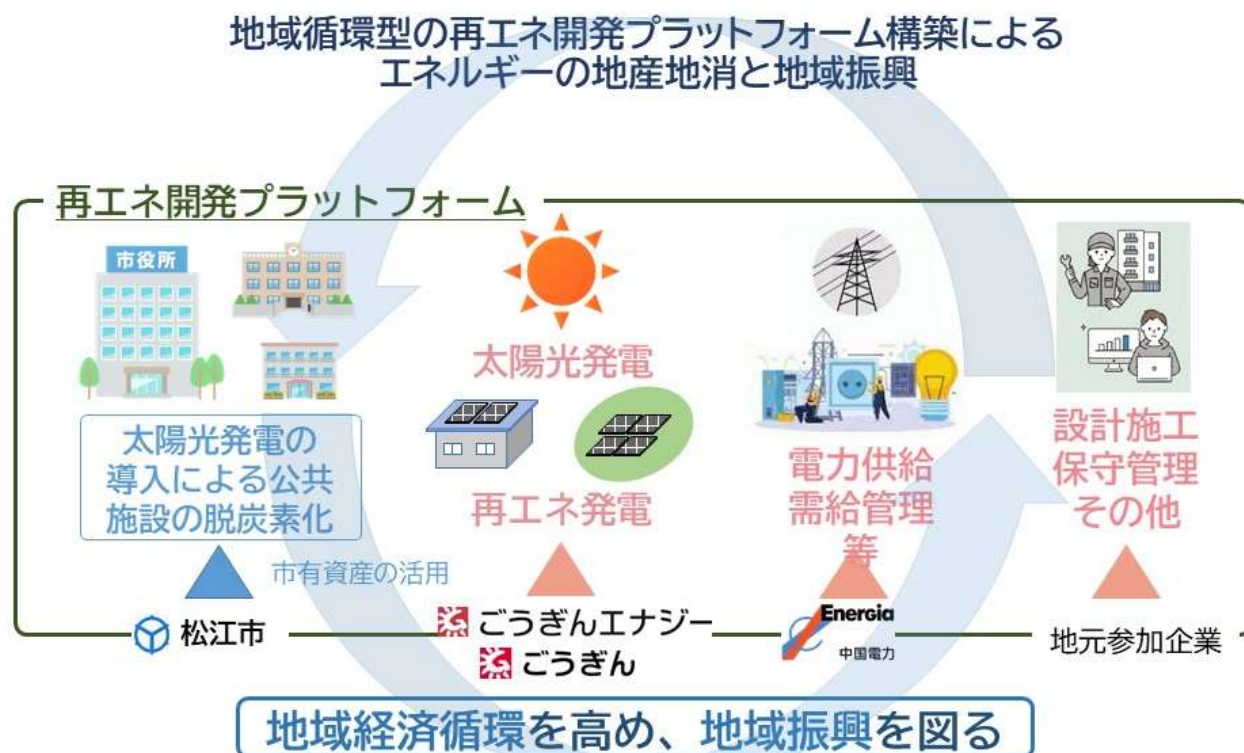 地域循環型の再エネ開発プラットフォーム構築による
エネルギーの地産地消と地域振興
再エネ開発プラットフォーム
市役所
太陽光発電の
導入による公共
施設の脱炭素化
市有資産の活用
松江市
太陽光発電
再エネ発電
ごうぎんエナジー
ごうぎん
電力供給
需給管理
等
Energia
中国電力
設計施工
保守管理
その他
地元参加企業
地域経済循環を高め、地域振興を図る